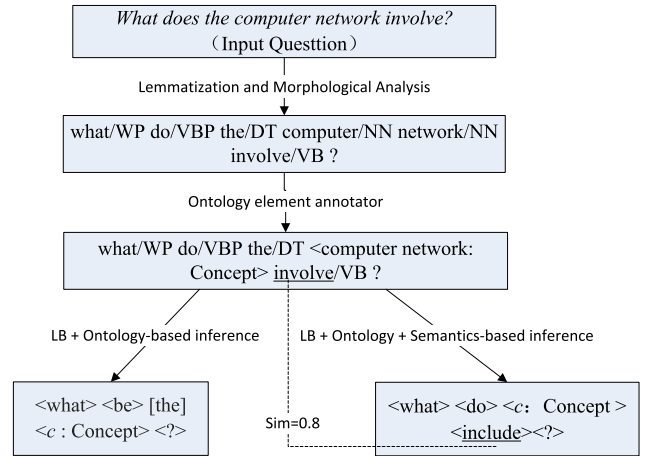 What does the computer network involve?
（Input Questtion）
Lemmatization and Morphological Analysis
what/WP do/VBP the/DT computer/NN network/NN
involve/VB ?
Ontology element annotator
what/WP do/VBP the/DT <computer network:
Concept> involve/VB ?
LB + Ontology-based inference
LB + Ontology + Semantics-based inference
<what> <be> [the]
<c : Concept> <?>
Sim=0.8
<what> <do> <c：Concept >
<include><?>